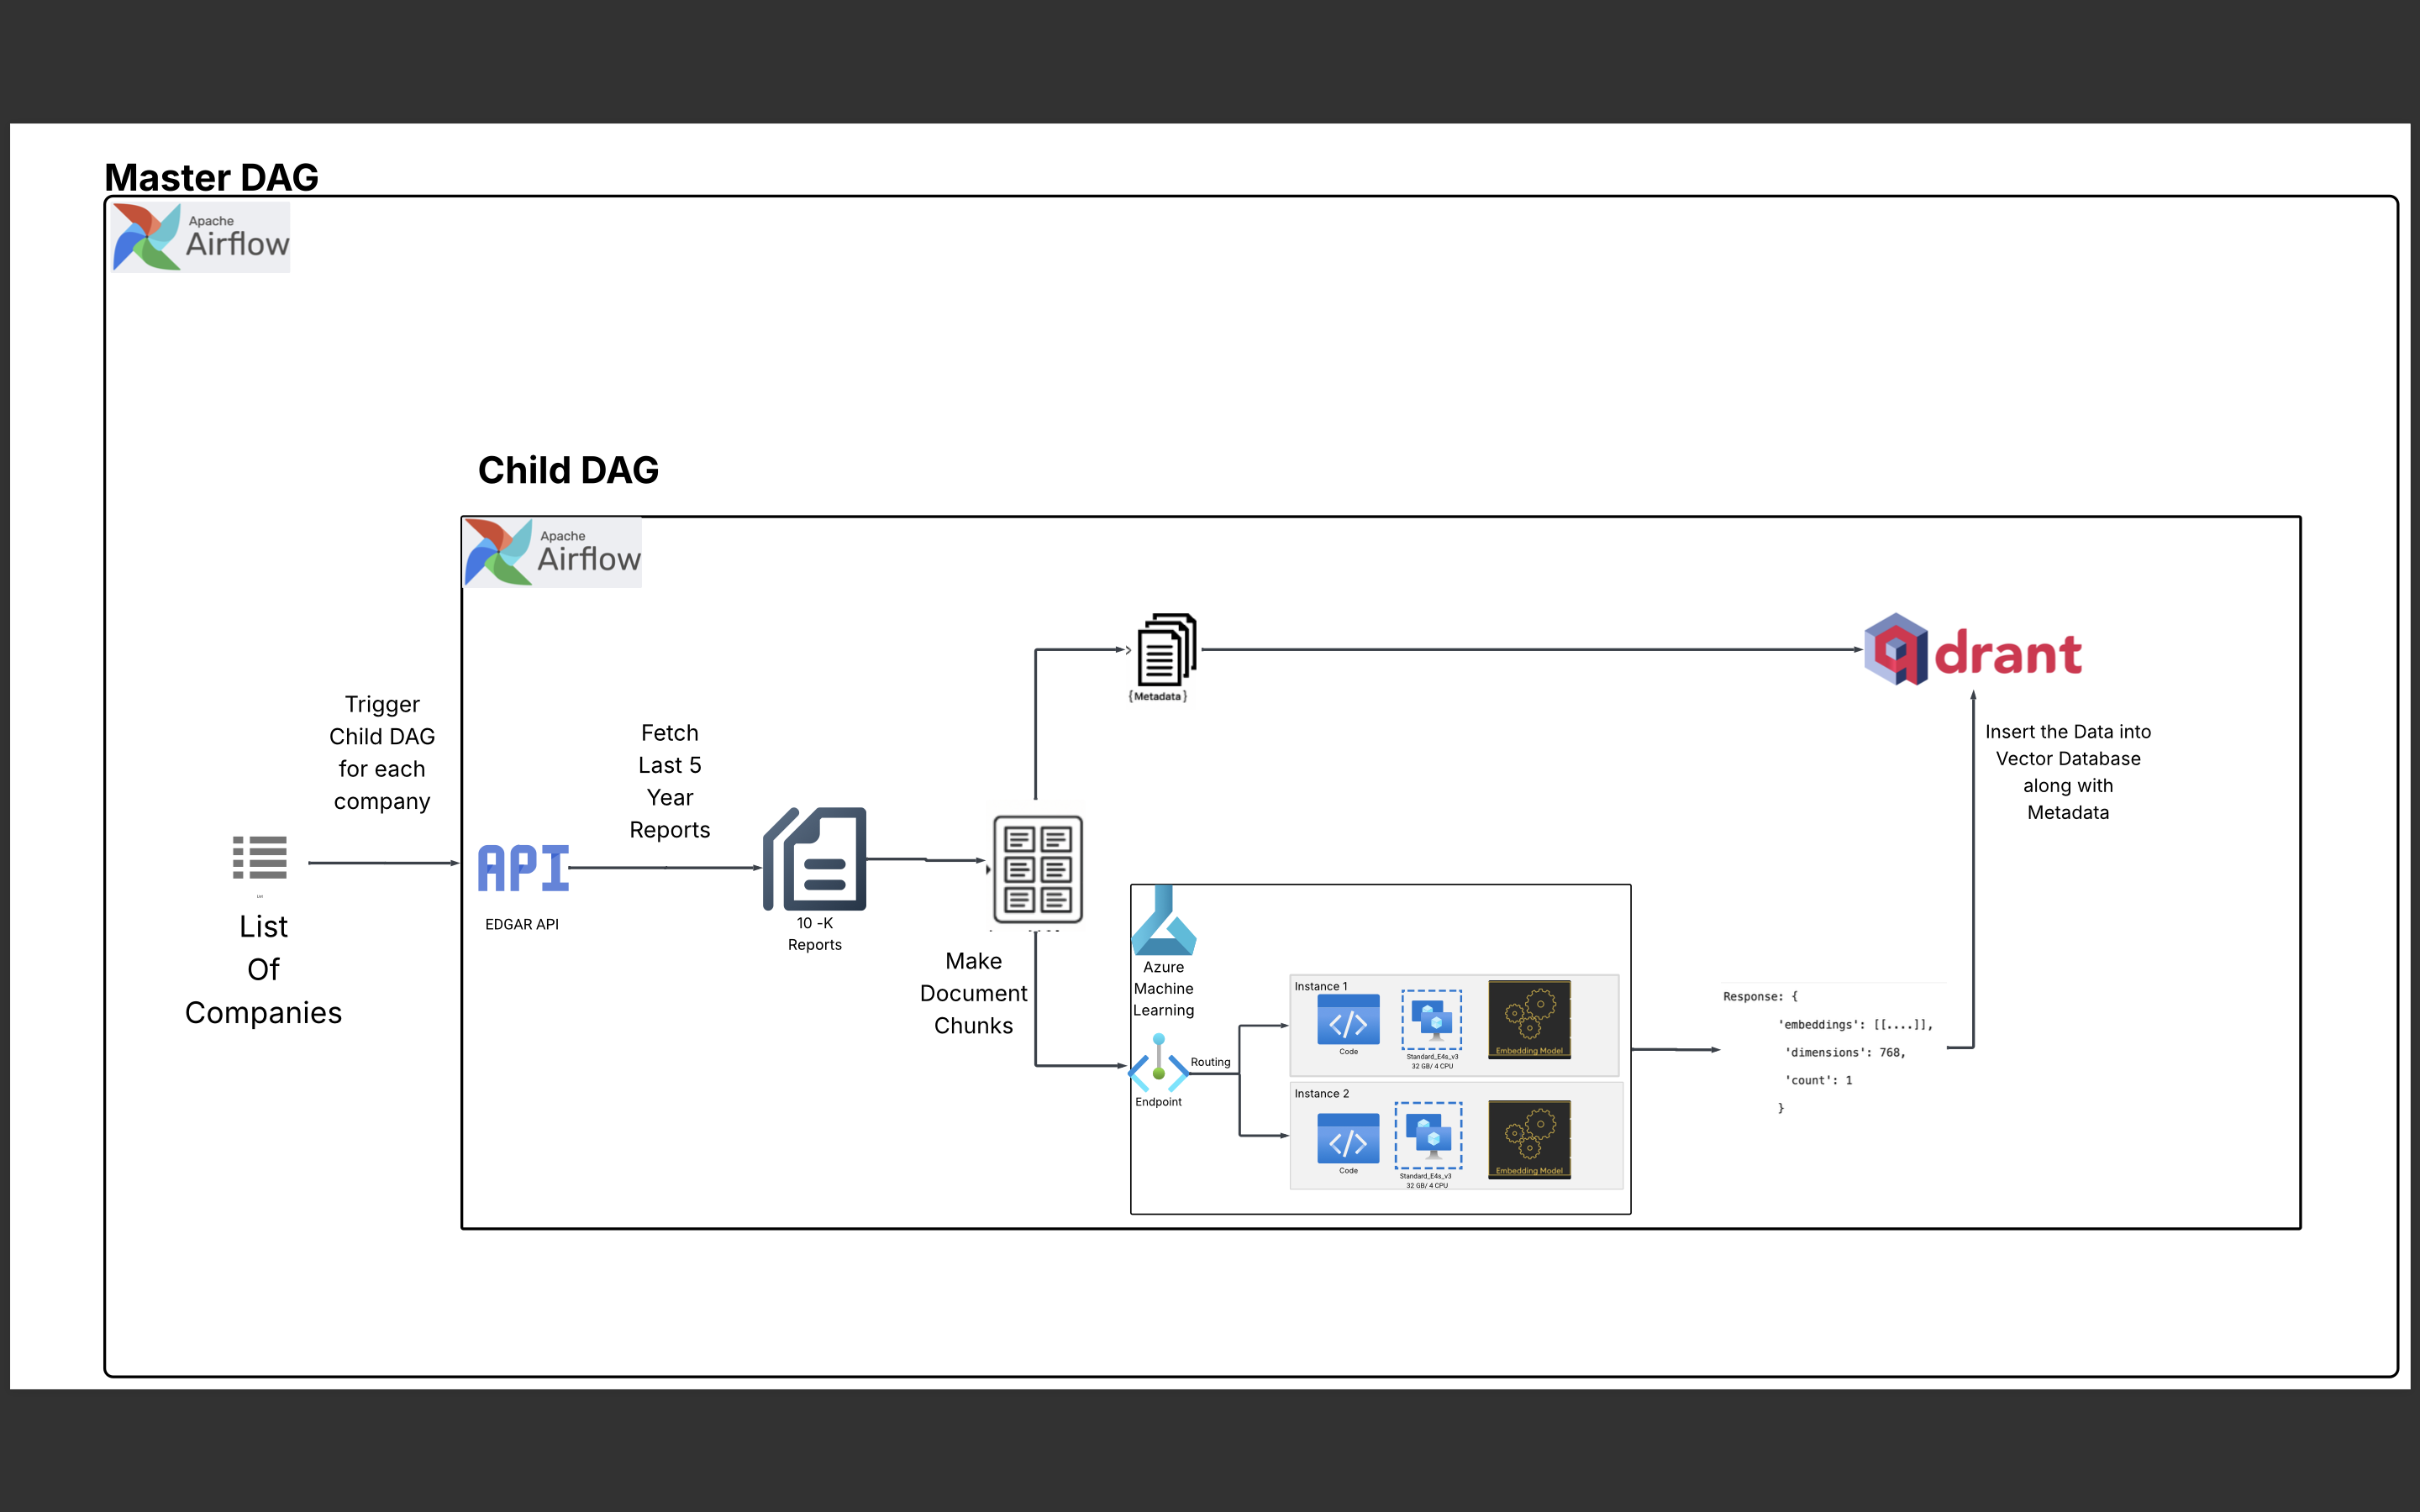 Master DAG
Apache
Airflow
Child DAG
Apache
Airflow
Trigger
Child DAG
for each
company
List
Of
Companies
API
EDGAR API
Fetch
Last 5
Year
Reports
10 -K
Reports
Make
Document
Chunks
{Metadata}
drant
Insert the Data into
Vector Database
along with
Metadata
Azure
Machine
Learning
Endpoint
Routing
Instance 1
Code
Standard_E4s_v3
32 GB/ 4 CPU
Embedding Model
Instance 2
Code
Standard_E4s_v3
32 GB/ 4 CPU
Embedding Model
Response: {
'embeddings': [[....]],
'dimensions': 768,
'count': 1
}